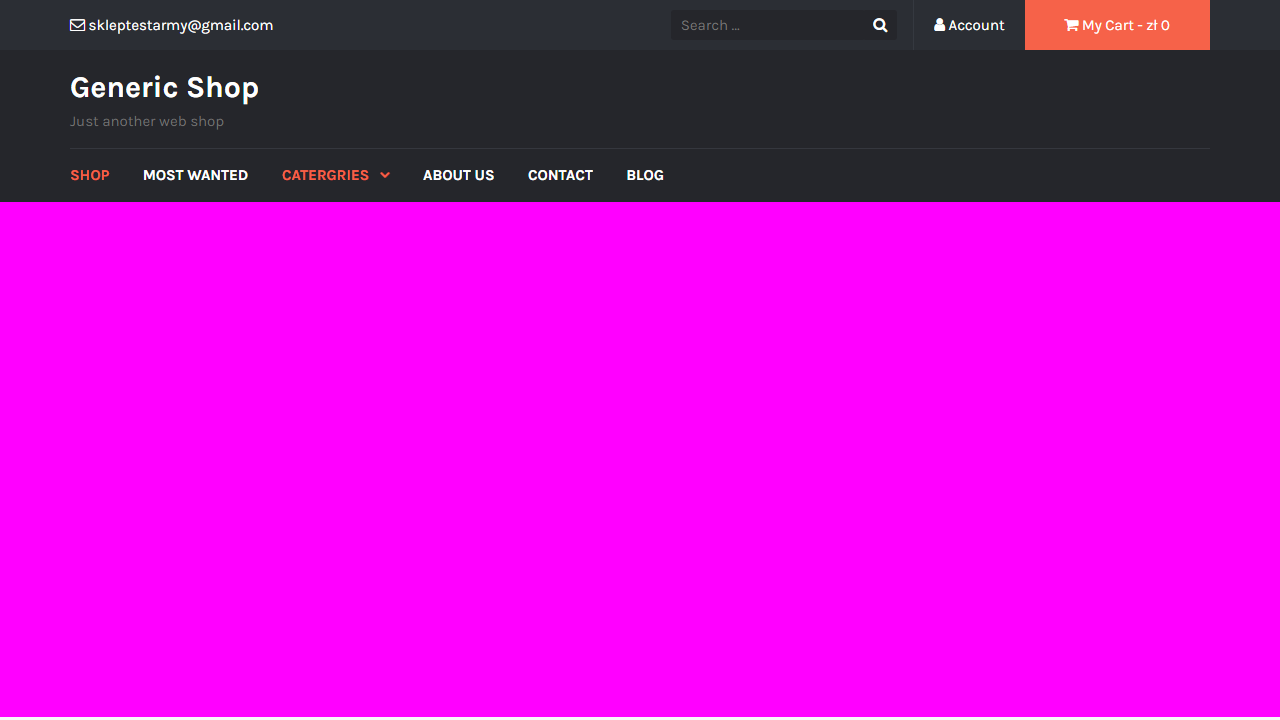 skleptestarmy@gmail.com
Search ...
Account
My Cart - zł 0
Generic Shop
Just another web shop
SHOP MOST WANTED CATERGRIES ABOUT US CONTACT BLOG